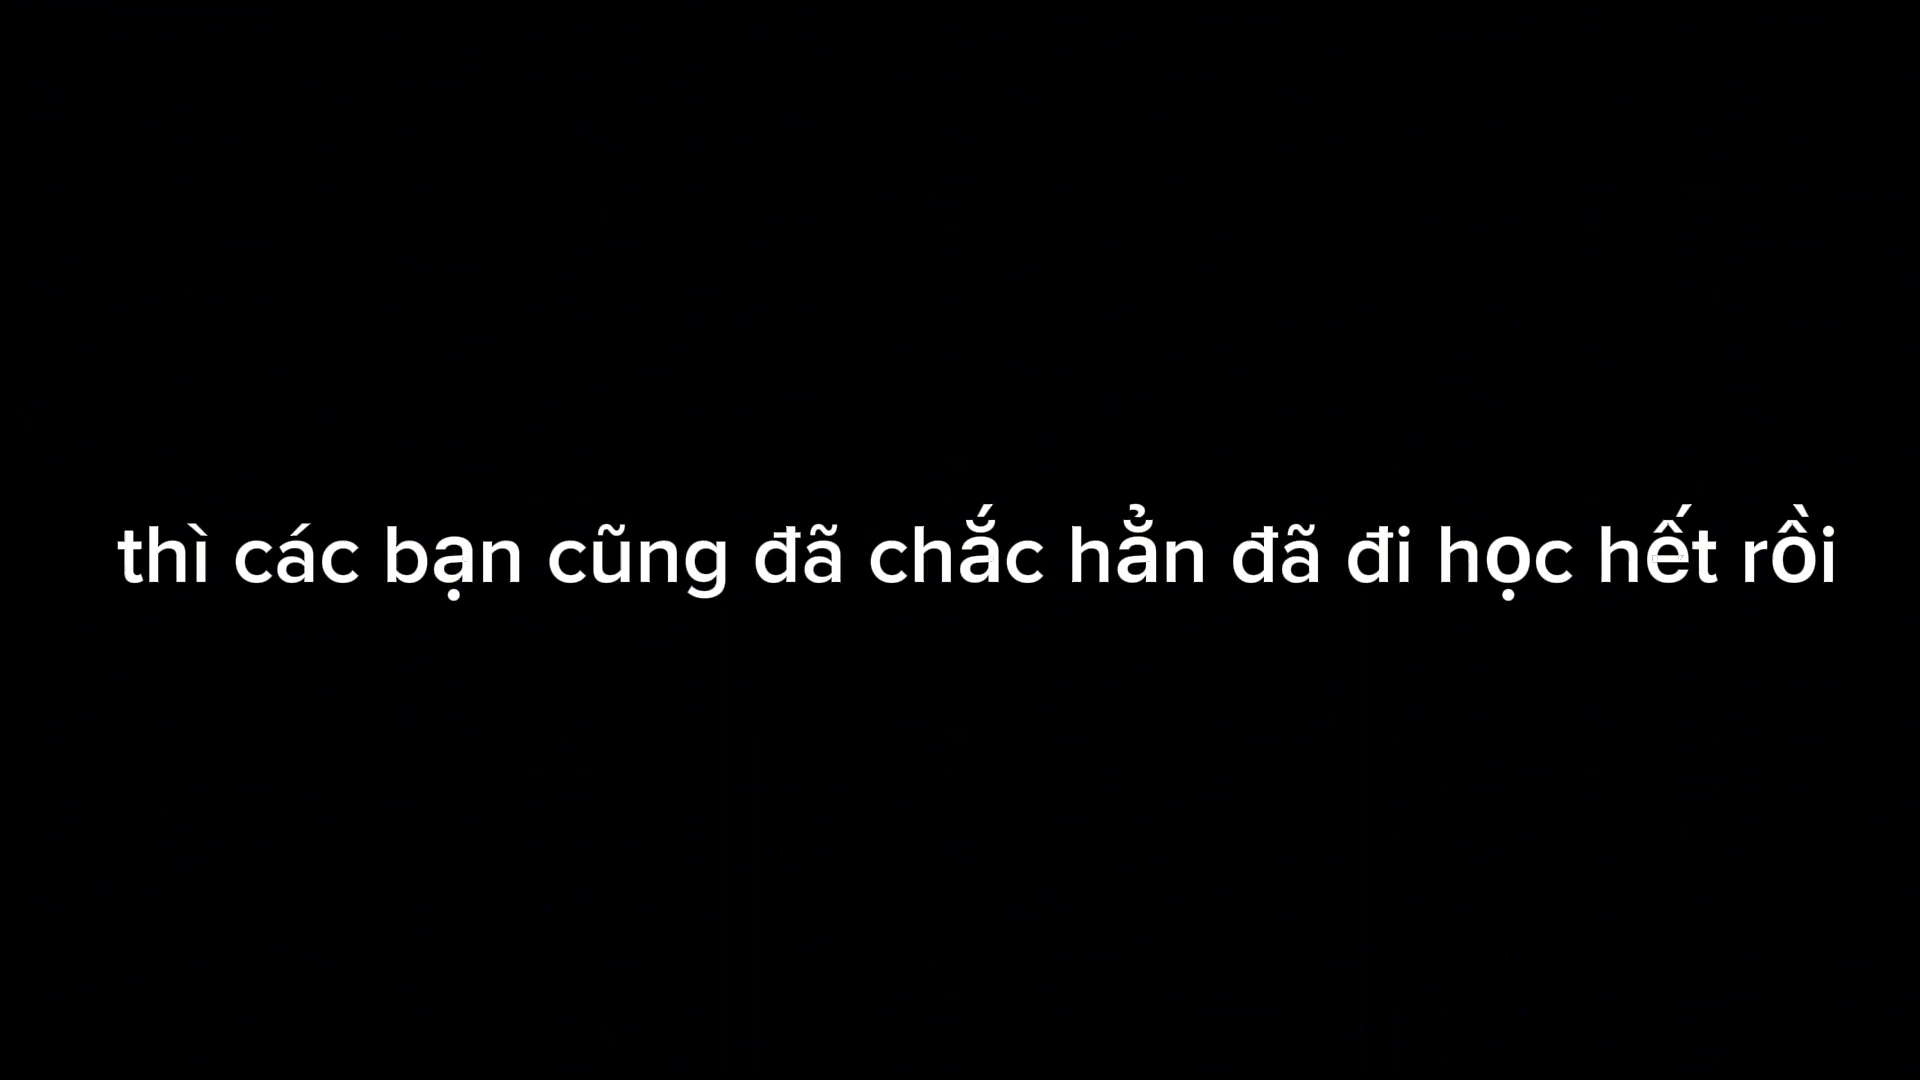 thì các bạn cũng đã chắc hẳn đã đi học hết rồi